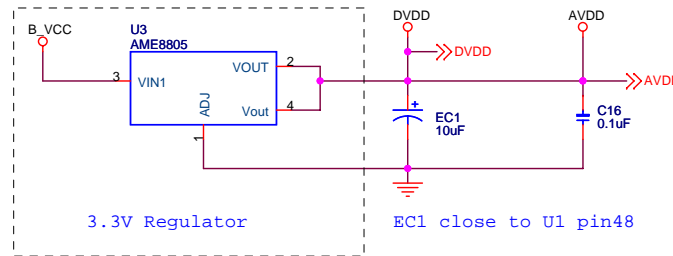 B_VCC
U3
AME8805
3
VIN1
VOUT
2
ADJ
Vout
4
1
DVDD
DVDD
AVDD
AVDI
EC1
10uF
C16
0.1uF
3.3V Regulator
EC1 close to U1 pin48